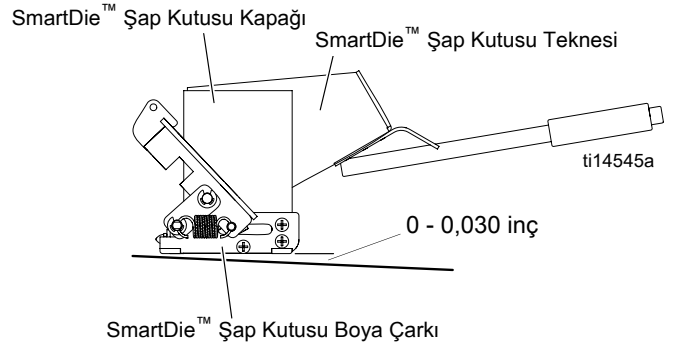 SmartDie™ Şap Kutusu Kapağı
SmartDie™ Şap Kutusu Teknesi
ti14545a
0 - 0,030 inç
SmartDie™ Şap Kutusu Boya Çarkı